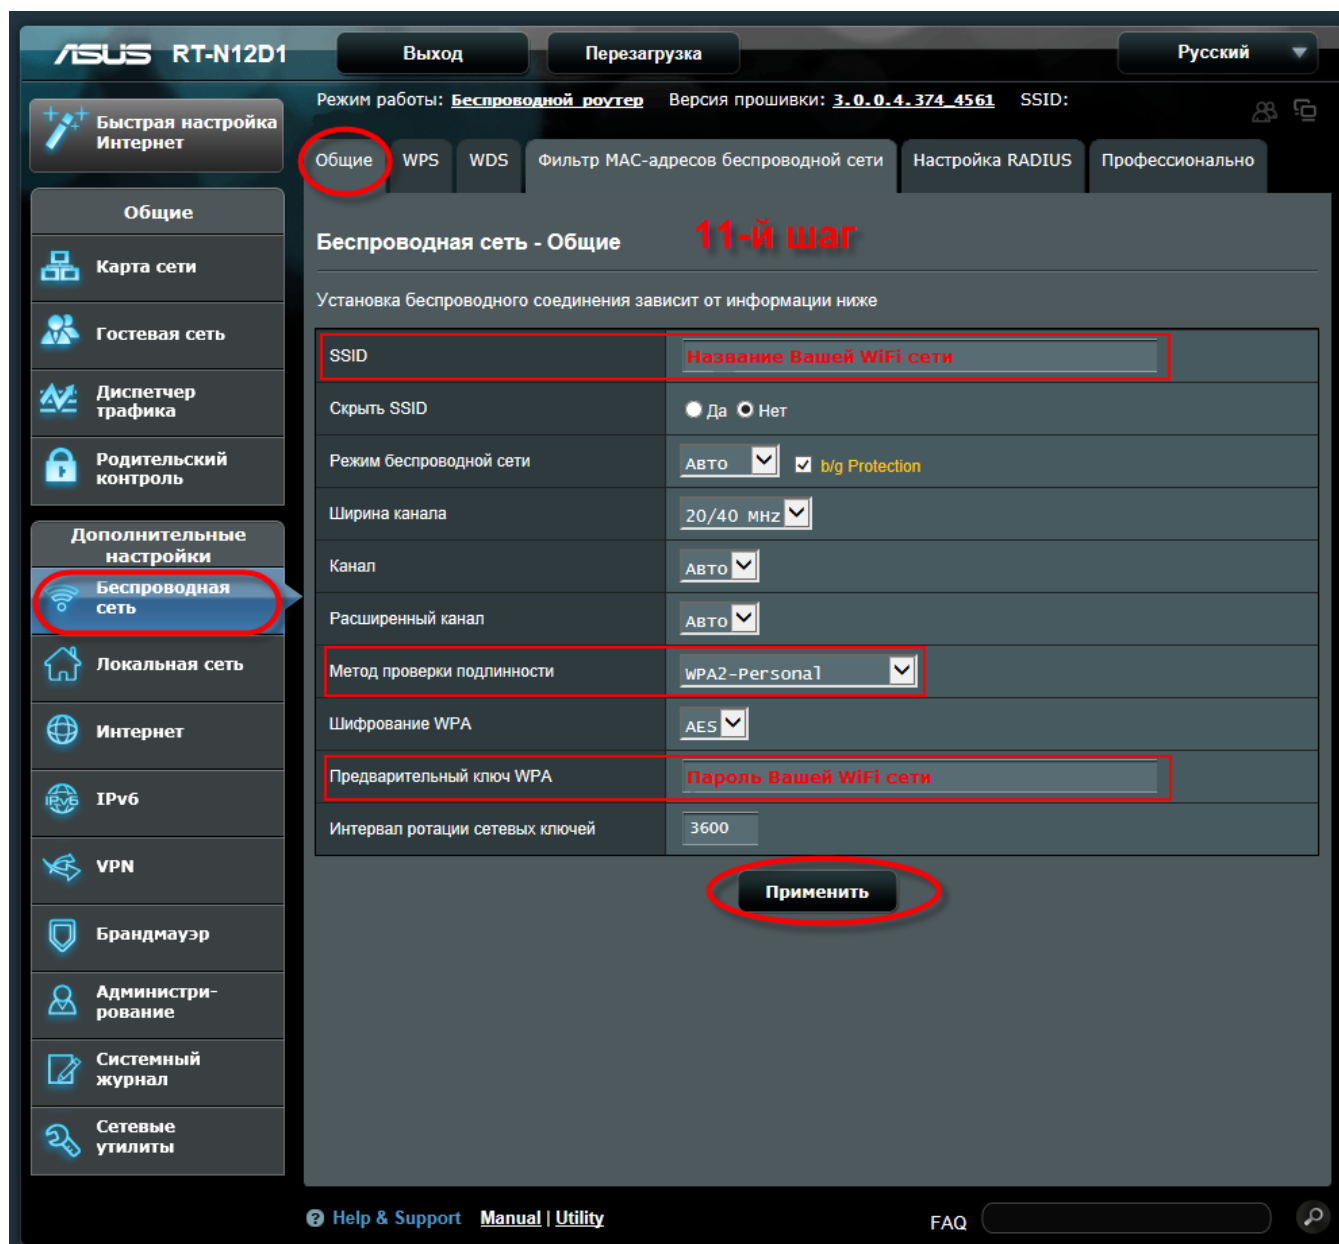 ASUS RT-N12D1 Выход Перезагрузка Русский
Режим работы: Беспроводной роутер Версия прошивки: 3.0.0.4.374_4561 SSID:
Быстрая настройка
Интернет
Общие WPS WDS Фильтр MAC-адресов беспроводной сети Настройка RADIUS Профессионально
Общие
Карта сети
Гостевая сеть
Диспетчер
трафика
Родительский
контроль
Дополнительные
настройки
Беспроводная
сеть
Локальная сеть
Интернет
IPv6
IPv6
VPN
Брандмауэр
Администри-
рование
Системный
журнал
Сетевые
утилиты
Беспроводная сеть - Общие 11-й шаг
Установка беспроводного соединения зависит от информации ниже
SSID Название Вашей WiFi сети
Скрыть SSID Да Нет
Режим беспроводной сети Авто b/g Protection
Ширина канала 20/40 MHz
Канал Авто
Расширенный канал Авто
Метод проверки подлинности WPA2-Personal
Шифрование WPA AES
Предварительный ключ WPA Пароль Вашей WiFi сети
Интервал ротации сетевых ключей 3600
Применить
Help & Support Manual | Utility FAQ